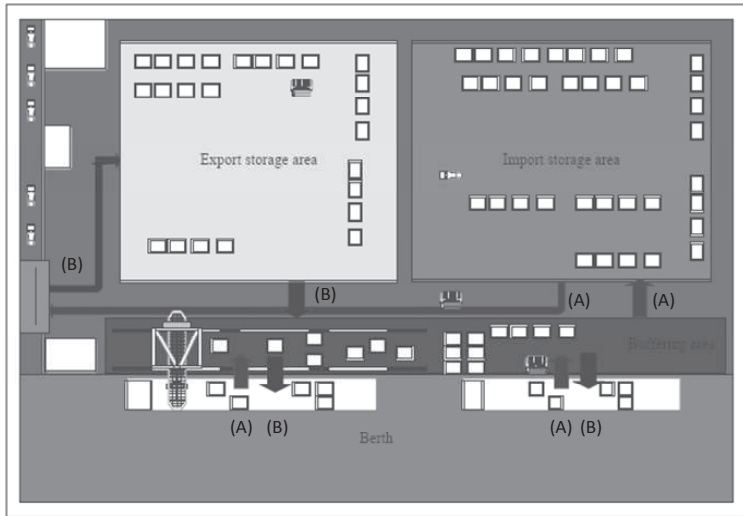 Export storage area
Import storage area
(B)
(B)
(A)
(A)
Buffering area
(A)
(B)
(A)
(B)
Berth